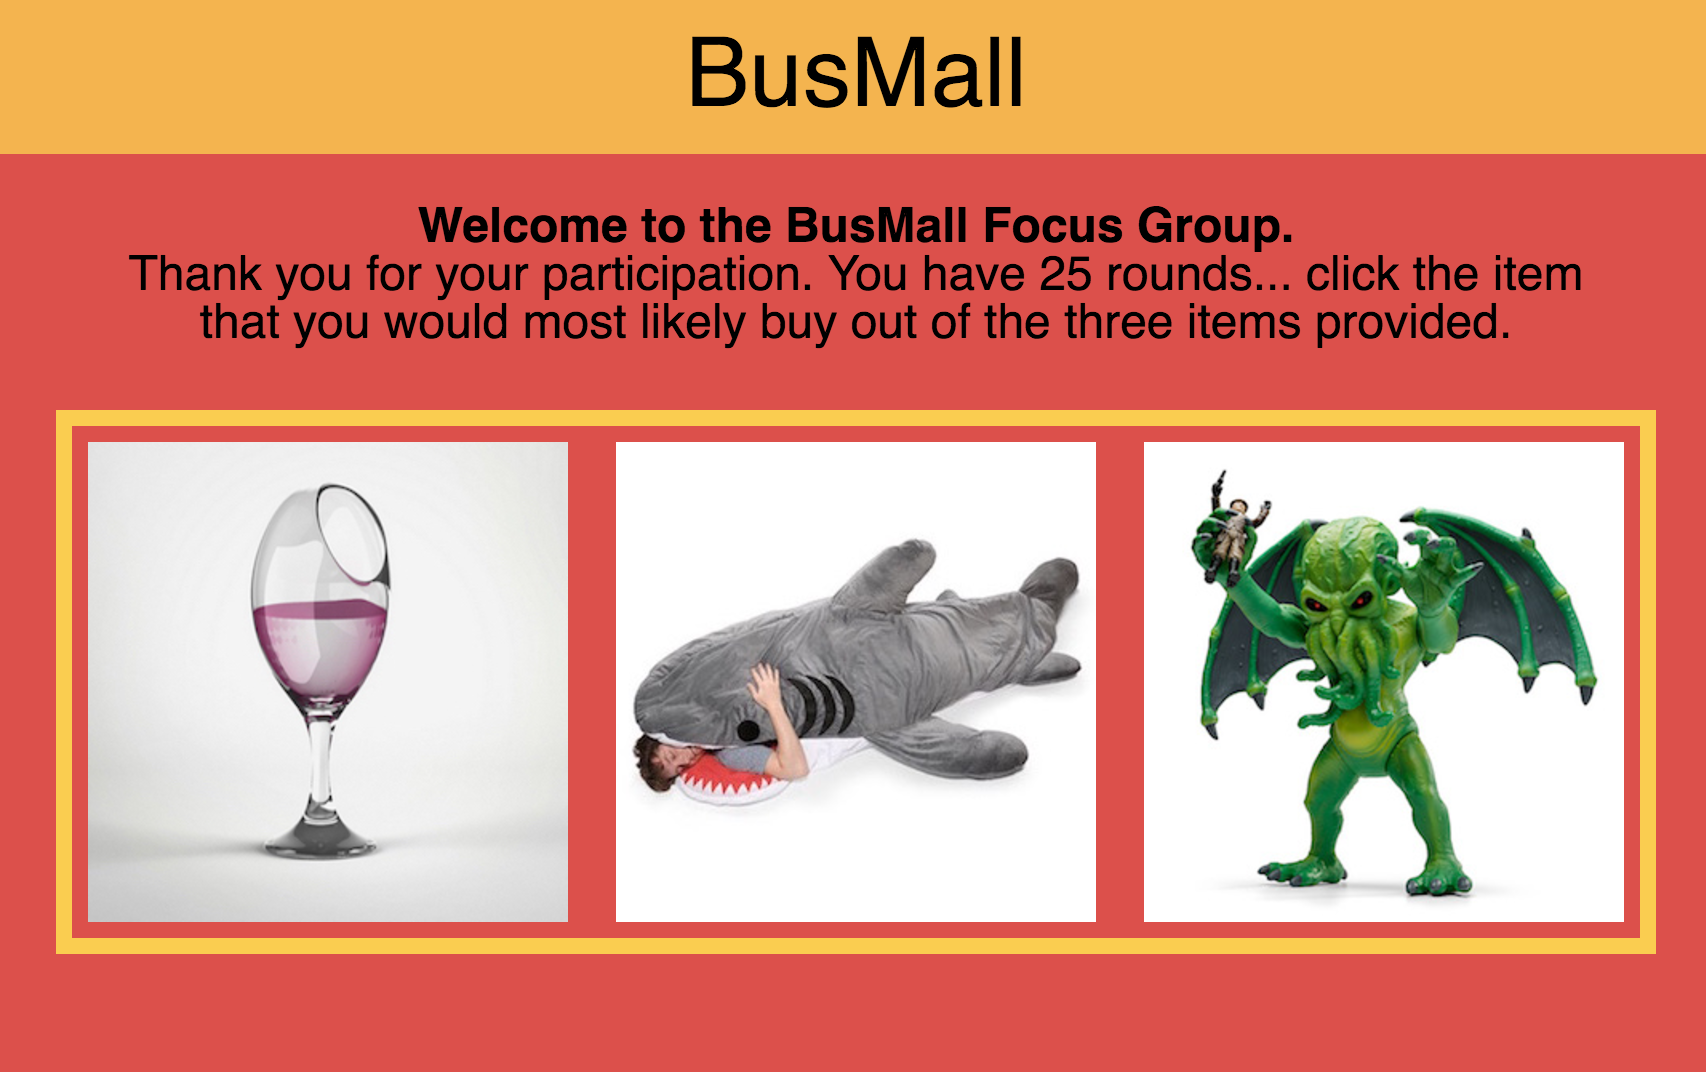 BusMall
Welcome to the BusMall Focus Group.
Thank you for your participation. You have 25 rounds... click the item
that you would most likely buy out of the three items provided.